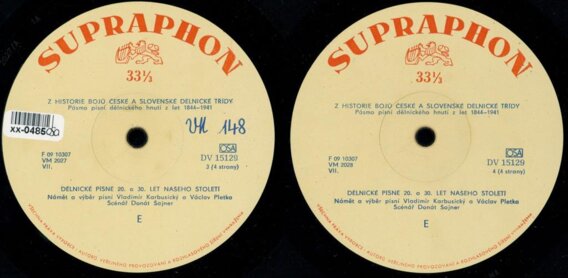 SUPRAPHON
33⅓
Z HISTORIE BOJŮ ČESKÉ A SLOVENSKÉ DĚLNICKÉ TŘÍDY
Pásmo písní dělnického hnutí z let 1844–1941
xx-0485
VH 148
F 09 10307
VM 2027
VII.
OSA
DV 15129
3 (4 strany)
DĚLNICKÉ PÍSNĚ 20. a 30. LET NAŠEHO STOLETÍ
Námět a výběr písní Vladimír Karbusický a Václav Pletka
Scénář Donát Šajner
E
SUPRAPHON
33⅓
Z HISTORIE BOJŮ ČESKÉ A SLOVENSKÉ DĚLNICKÉ TŘÍDY
Pásmo písní dělnického hnutí z let 1844–1941
F 09 10307
VM 2028
VII.
OSA
DV 15129
4 (4 strany)
DĚLNICKÉ PÍSNĚ 20. a 30. LET NAŠEHO STOLETÍ
Námět a výběr písní Vladimír Karbusický a Václav Pletka
Scénář Donát Šajner
E